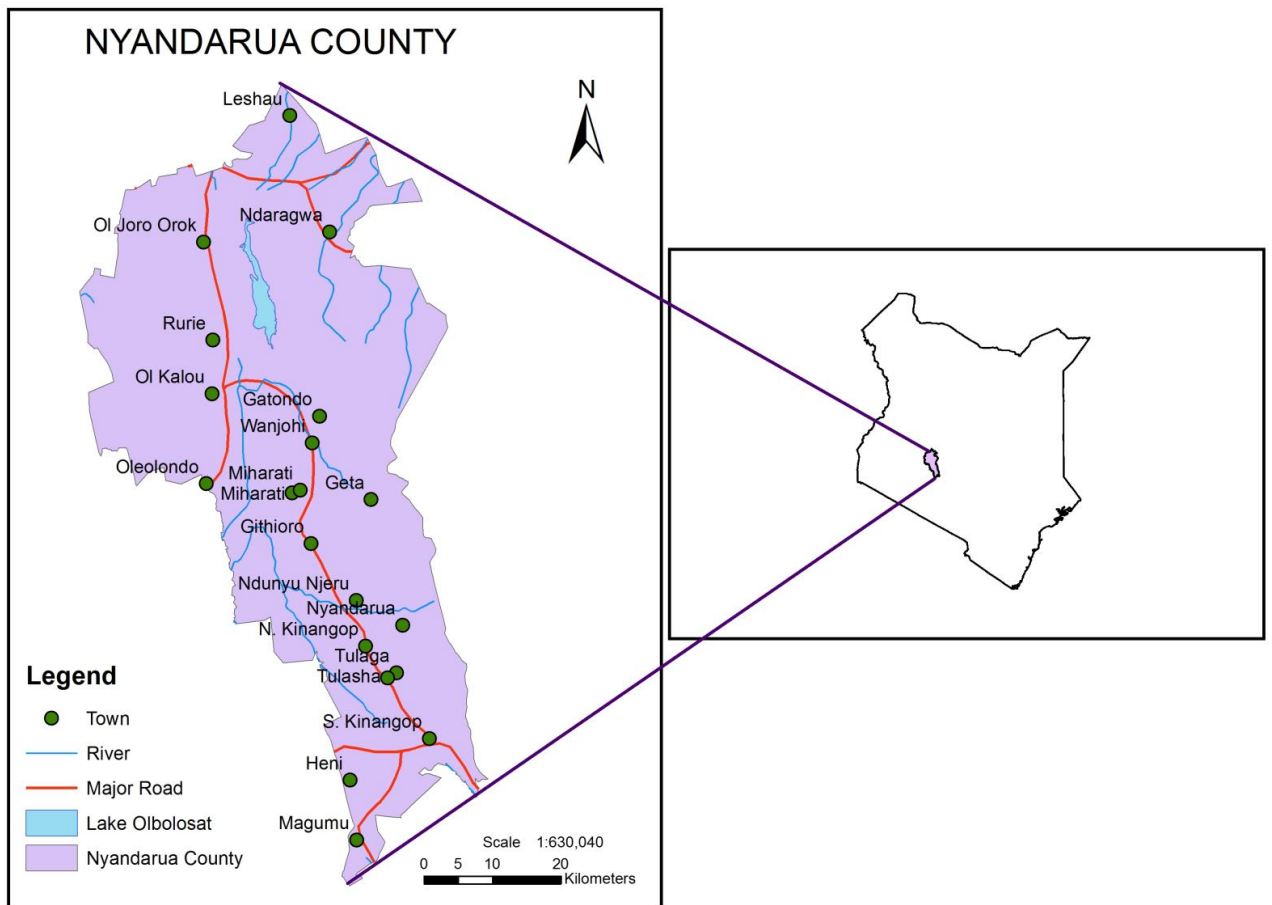 NYANDARUA COUNTY
N
Leshau
Ndaragwa
Ol Joro Orok
Rurie
Ol Kalou
Gatondo
Wanjohi
Oleolondo
Miharati
Miharati
Geta
Githioro
Ndunyu Njeru
Nyandarua
N. Kinangop
Tulaga
Tulasha
S. Kinangop
Heni
Magumu
Legend
Town
River
Major Road
Lake Olbolosat
Nyandarua County
Scale 1:630,040
0 5 10 20
Kilometers